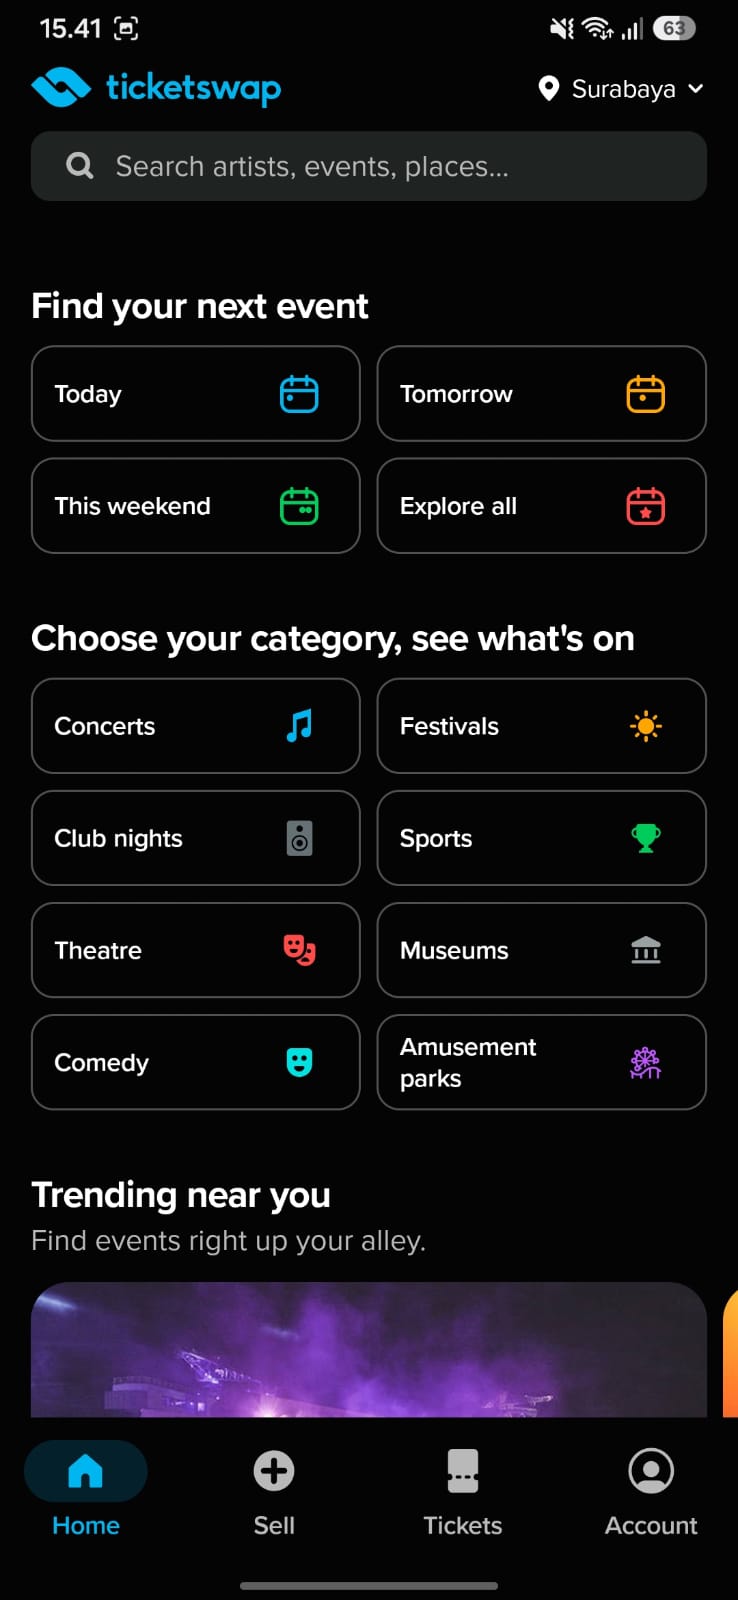 15.41
63
ticketswap
Surabaya
Search artists, events, places...
Find your next event
Today
Tomorrow
This weekend
Explore all
Choose your category, see what's on
Concerts
Festivals
Club nights
Sports
Theatre
Museums
Comedy
Amusement
parks
Trending near you
Find events right up your alley.
Home
Sell
Tickets
Account